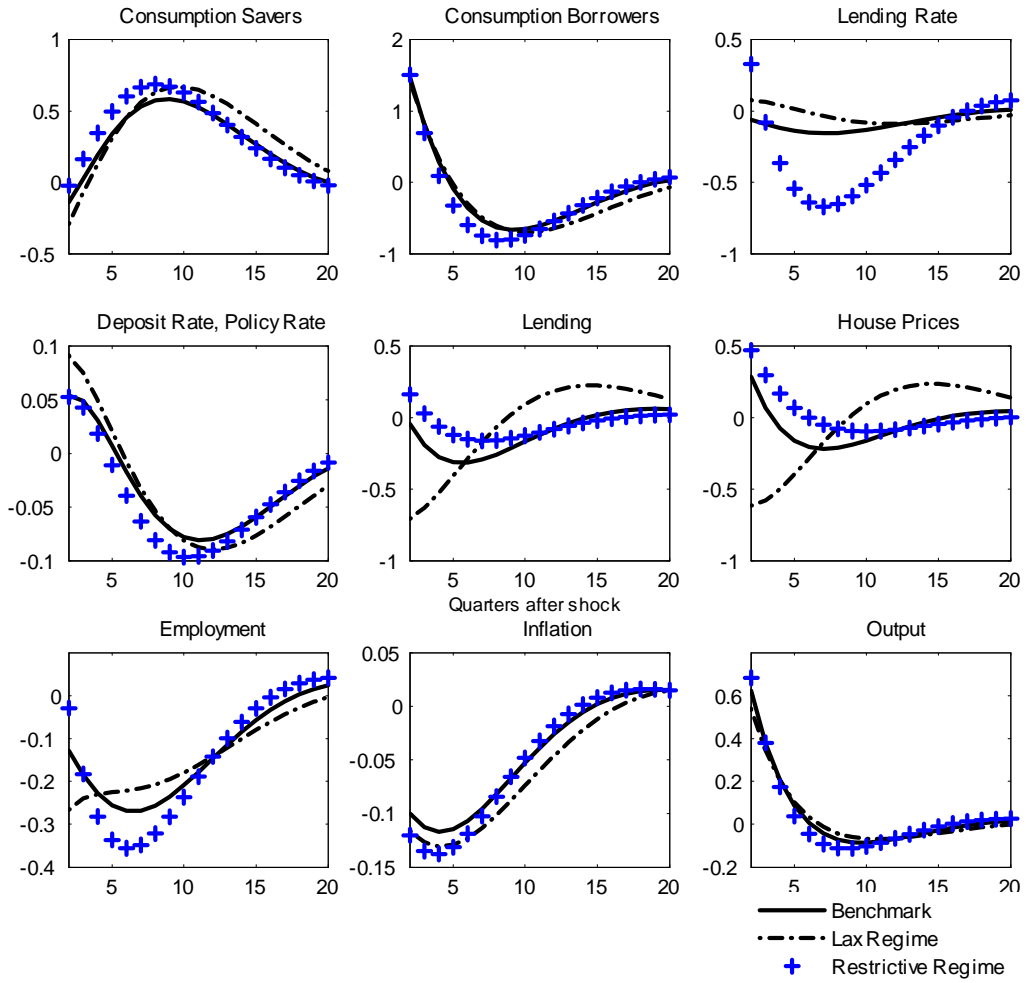 Consumption Savers
1
0.5
0
-0.5
5 10 15 20
Consumption Borrowers
2
1
0
-1
5 10 15 20
Lending Rate
0.5
0
-0.5
-1
5 10 15 20
Deposit Rate, Policy Rate
0.1
0.05
0
-0.05
-0.1
5 10 15 20
Lending
0.5
0
-0.5
-1
5 10 15 20
Quarters after shock
House Prices
0.5
0
-0.5
-1
5 10 15 20
Employment
0
-0.1
-0.2
-0.3
-0.4
5 10 15 20
Inflation
0.05
0
-0.05
-0.1
-0.15
5 10 15 20
Output
0.6
0.4
0.2
0
-0.2
5 10 15 20
Benchmark
Lax Regime
Restrictive Regime